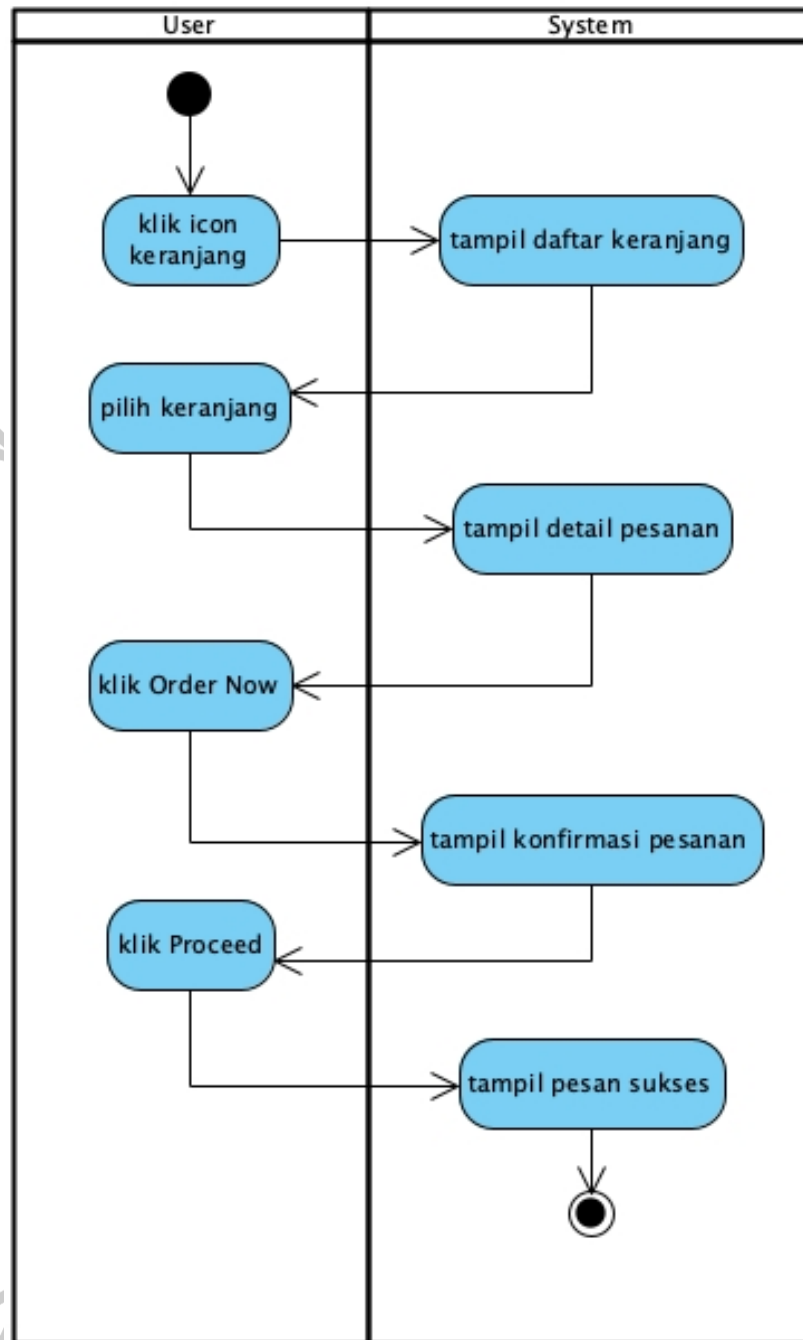 User
System
klik icon
keranjang
tampil daftar keranjang
pilih keranjang
tampil detail pesanan
klik Order Now
tampil konfirmasi pesanan
klik Proceed
tampil pesan sukses